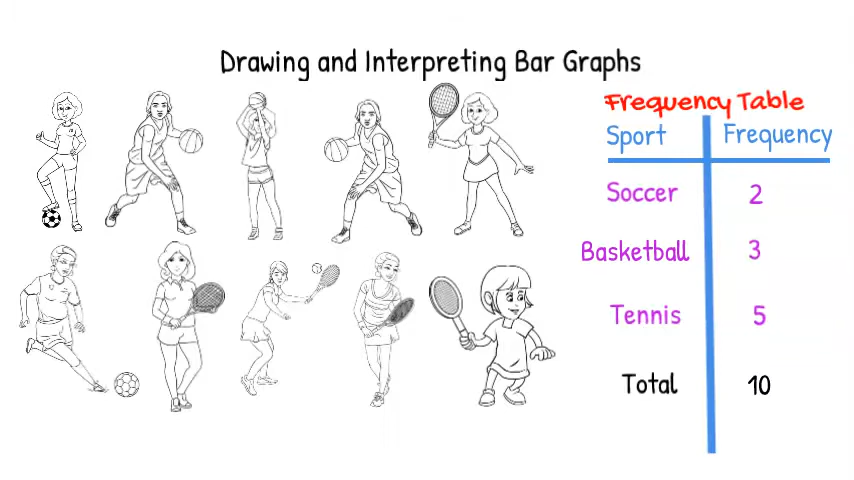 Drawing and Interpreting Bar Graphs
Frequency Table
Sport Frequency
Soccer 2
Basketball 3
Tennis 5
Total 10